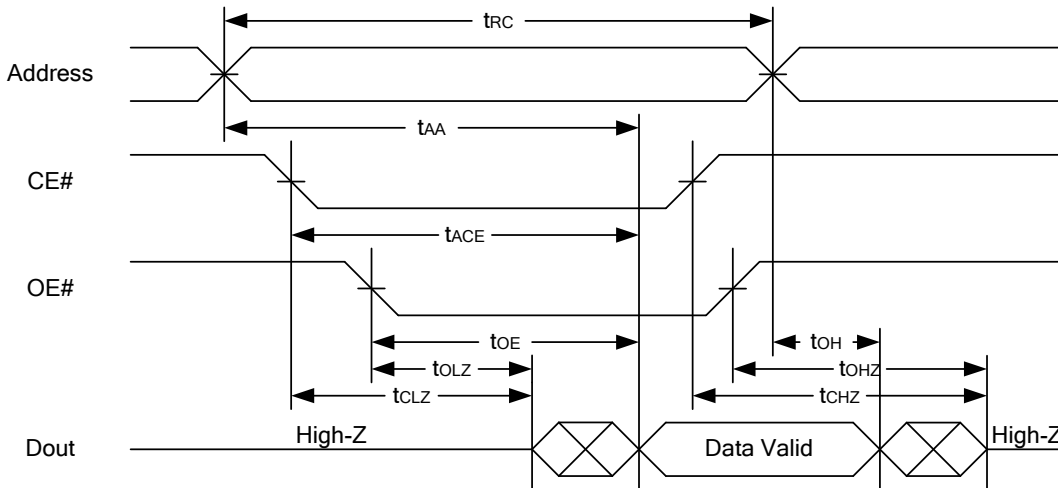 tRC
Address
tAA
CE#
tACE
OE#
tOE
tOH
tOLZ
tOHZ
tCLZ
tCHZ
High-Z
High-Z
Dout
Data Valid